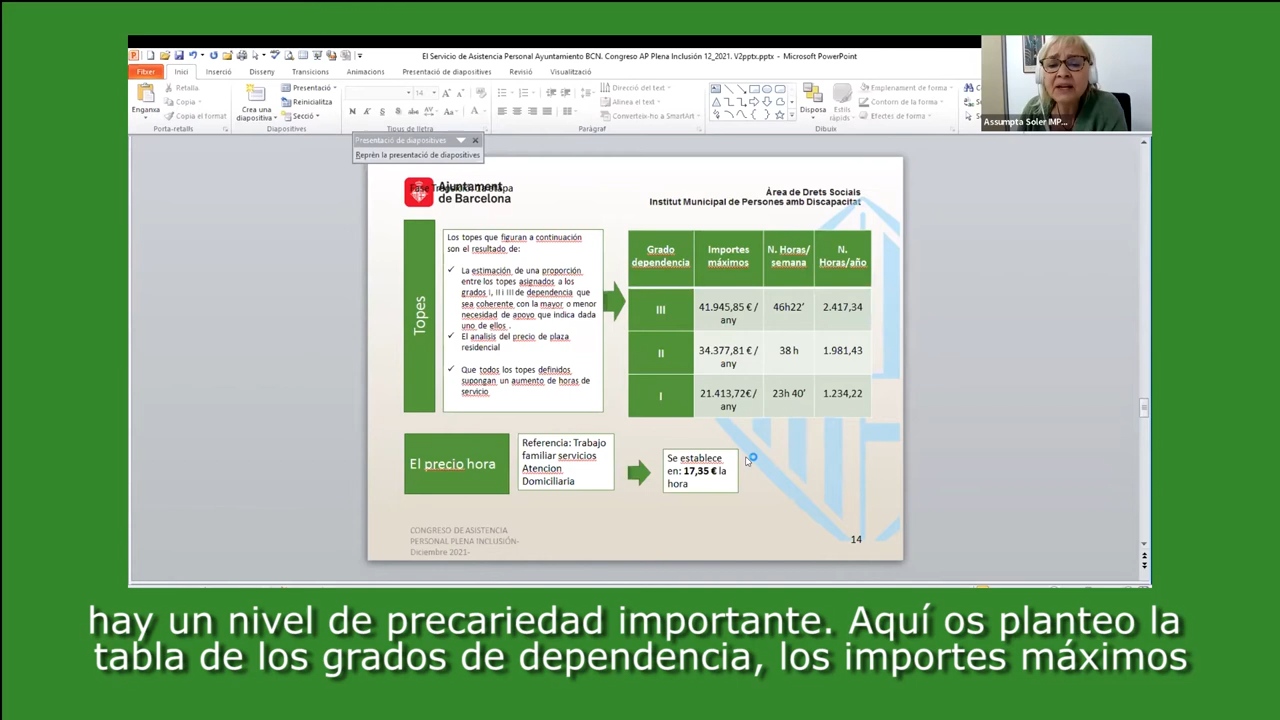 El Servicio de Asistencia Personal Ayuntamiento BCN. Congreso AP Plena Inclusión 12_2021. V2pptx.pptx - Microsoft PowerPoint
Fitxer Inici Inserció Disseny Transicions Animacions Presentació de diapositives Revisió Visualització
Retalla
Copia
Copia el format
Enganxa
Porta-retalls
Crea una
diapositiva
Presentació
Reinicialitza
Secció
Diapositives
Tipus de lletra
Direcció del text
Alinea el text
Converteix-ho a SmartArt
Paràgraf
Disposa
Estils
ràpids
Emplenament de forma
Contorn de la forma
Efectes de forma
Dibuix
Assumpta Soler IMP...
Presentació de diapositives
Reprén la presentació de diapositives
Ajuntament
de Barcelona
Àrea de Drets Socials
Institut Municipal de Persones amb Discapacitat
Topes
Los topes que figuran a continuación
son el resultado de:
✓ La estimación de una proporción
entre los topes asignados a los
grados I, II i III de dependencia que
sea coherente con la mayor o menor
necesidad de apoyo que indica dada
uno de ellos .
✓ El analisis del precio de plaza
residencial
✓ Que todos los topes definidos
supongan un aumento de horas de
servicio
Grado
dependencia
Importes
máximos
N. Horas/
semana
N.
Horas/año
III 41.945,85 € /
any 46h22’ 2.417,34
II 34.377,81 € /
any 38 h 1.981,43
I 21.413,72€ /
any 23h 40’ 1.234,22
El precio hora
Referencia: Trabajo
familiar servicios
Atencion
Domiciliaria
Se establece
en: 17,35 € la
hora
CONGRESO DE ASISTENCIA
PERSONAL PLENA INCLUSIÓN-
Diciembre 2021-
14
hay un nivel de precariedad importante. Aquí os planteo la
tabla de los grados de dependencia, los importes máximos